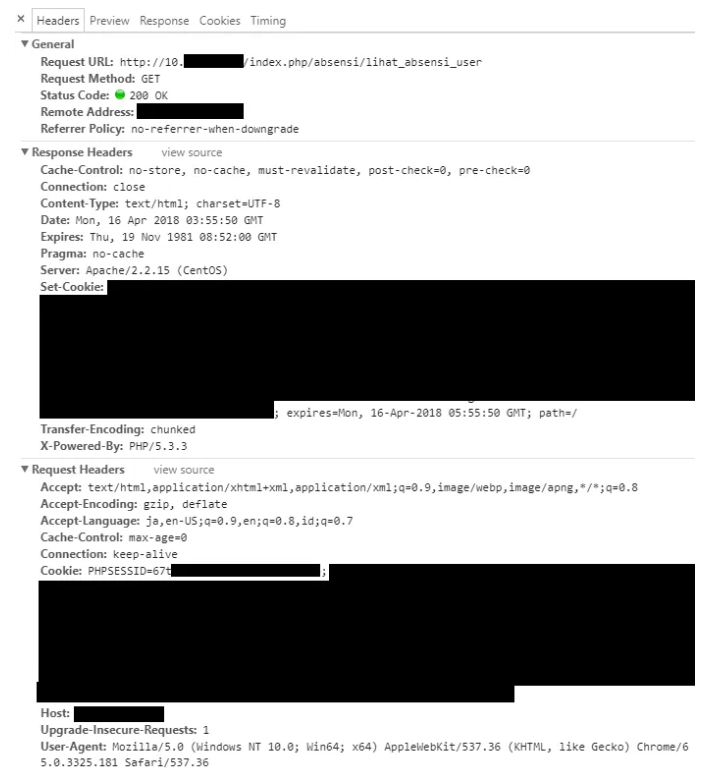 × Headers Preview Response Cookies Timing
▼ General
Request URL: http://10. /index.php/absensi/lihat_absensi_user
Request Method: GET
Status Code: 200 OK
Remote Address:
Referrer Policy: no-referrer-when-downgrade
▼ Response Headers view source
Cache-Control: no-store, no-cache, must-revalidate, post-check=0, pre-check=0
Connection: close
Content-Type: text/html; charset=UTF-8
Date: Mon, 16 Apr 2018 03:55:50 GMT
Expires: Thu, 19 Nov 1981 08:52:00 GMT
Pragma: no-cache
Server: Apache/2.2.15 (CentOS)
Set-Cookie:
; expires=Mon, 16-Apr-2018 05:55:50 GMT; path=/
Transfer-Encoding: chunked
X-Powered-By: PHP/5.3.3
▼ Request Headers view source
Accept: text/html,application/xhtml+xml,application/xml;q=0.9,image/webp,image/apng,*/*;q=0.8
Accept-Encoding: gzip, deflate
Accept-Language: ja,en-US;q=0.9,en;q=0.8,id;q=0.7
Cache-Control: max-age=0
Connection: keep-alive
Cookie: PHPSESSID=67t ;
Host:
Upgrade-Insecure-Requests: 1
User-Agent: Mozilla/5.0 (Windows NT 10.0; Win64; x64) AppleWebKit/537.36 (KHTML, like Gecko) Chrome/6
5.0.3325.181 Safari/537.36